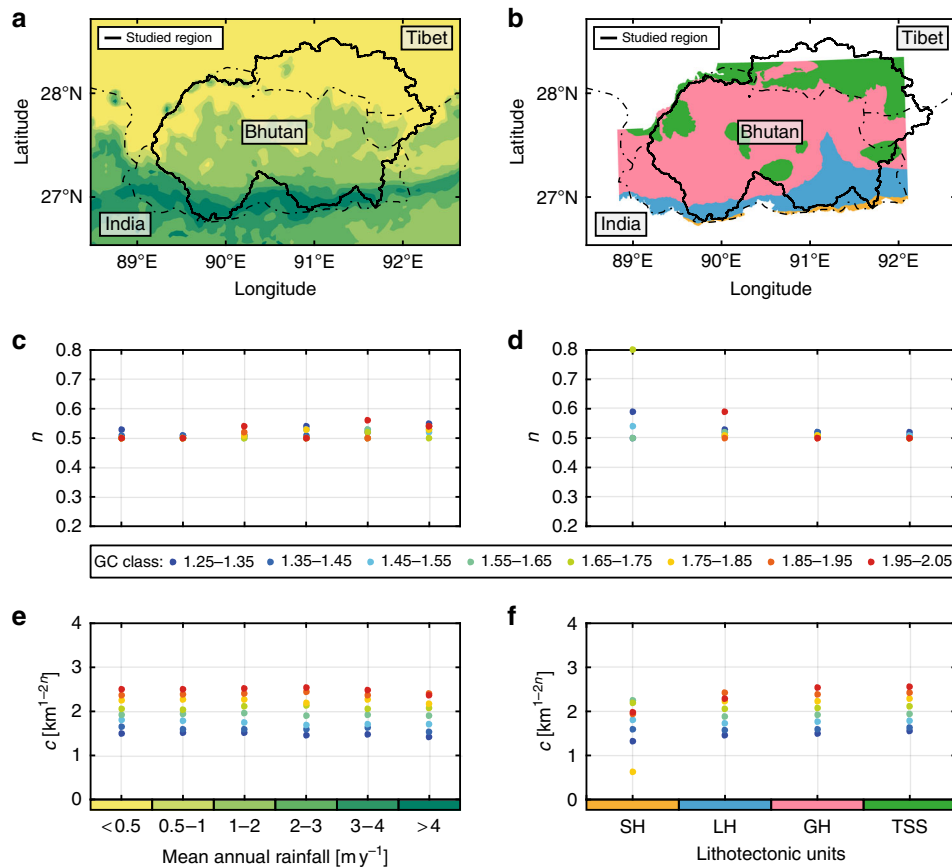 a
Studied region
Tibet
Bhutan
India
28°N
27°N
Latitude
89°E 90°E 91°E 92°E
Longitude
b
Studied region
Tibet
Bhutan
India
28°N
27°N
Latitude
89°E 90°E 91°E 92°E
Longitude
c
0.8
0.7
0.6
0.5
0.4
0.3
0.2
n
d
0.8
0.7
0.6
0.5
0.4
0.3
0.2
n
GC class: 1.25–1.35 1.35–1.45 1.45–1.55 1.55–1.65 1.65–1.75 1.75–1.85 1.85–1.95 1.95–2.05
e
4
3
2
1
0
c [km¹⁻²ⁿ]
<0.5 0.5–1 1–2 2–3 3–4 >4
Mean annual rainfall [m y⁻¹]
f
4
3
2
1
0
c [km¹⁻²ⁿ]
SH LH GH TSS
Lithotectonic units